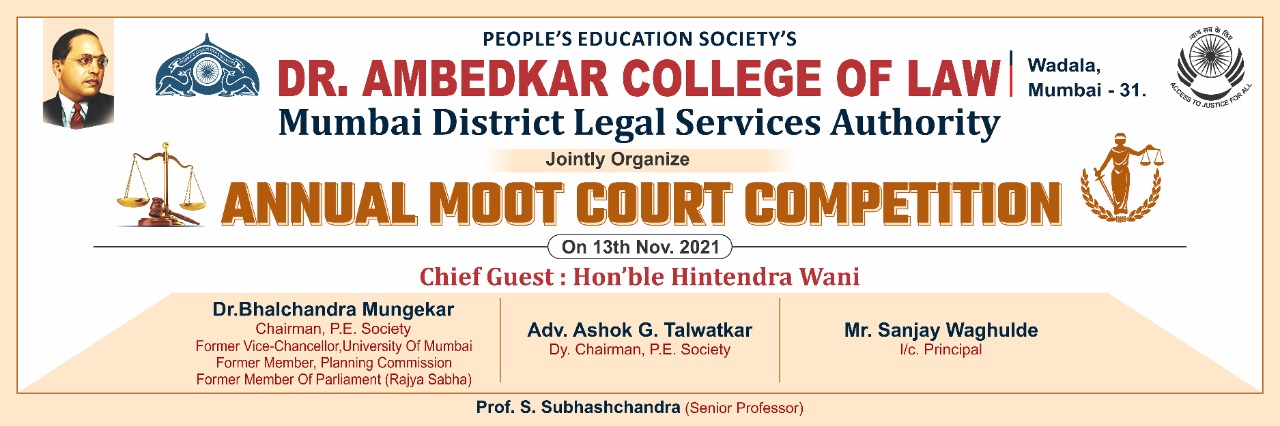 PEOPLE'S EDUCATION SOCIETY'S
DR. AMBEDKAR COLLEGE OF LAW
Wadala,
Mumbai - 31.
न्याय सब के लिए
ACCESS TO JUSTICE FOR ALL
Mumbai District Legal Services Authority
Jointly Organize
ANNUAL MOOT COURT COMPETITION
On 13th Nov. 2021
Chief Guest : Hon'ble Hintendra Wani
Dr.Bhalchandra Mungekar
Chairman, P.E. Society
Former Vice-Chancellor,University Of Mumbai
Former Member, Planning Commission
Former Member Of Parliament (Rajya Sabha)
Adv. Ashok G. Talwatkar
Dy. Chairman, P.E. Society
Mr. Sanjay Waghulde
I/c. Principal
Prof. S. Subhashchandra (Senior Professor)